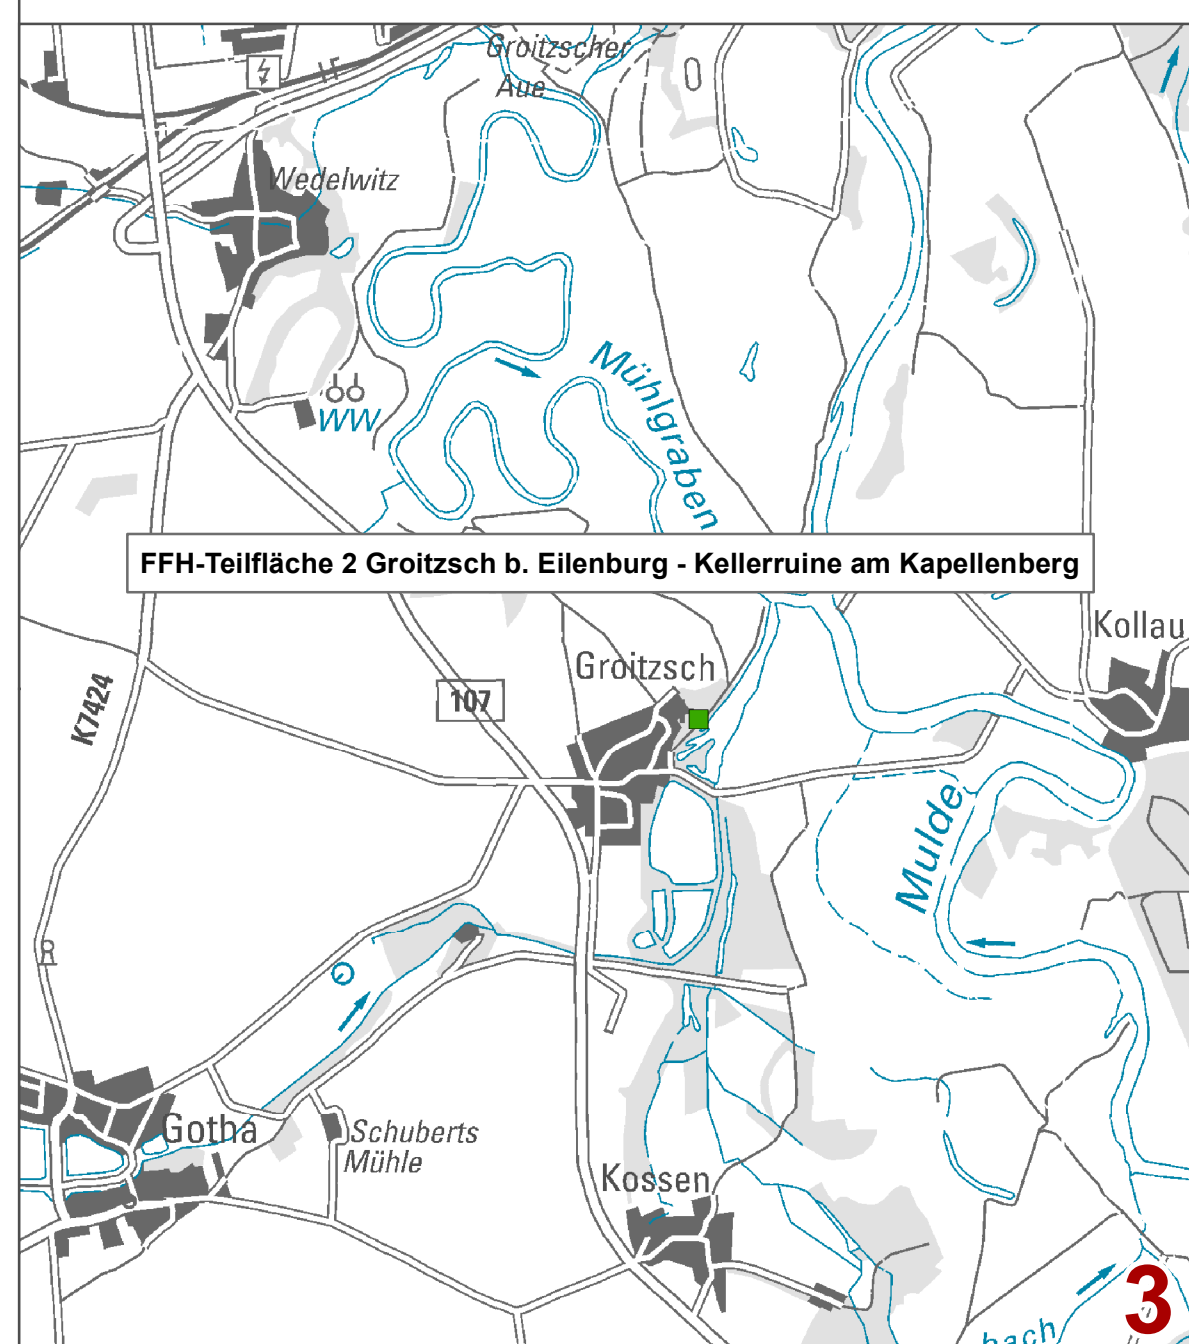 Groitzscher
Aue
Wedelwitz
WW
Mühlgraben
FFH-Teilfläche 2 Groitzsch b. Eilenburg - Kellerruine am Kapellenberg
Kollau
Groitzsch
K7424
107
Mulde
Gotha
Schuberts
Mühle
Kossen
bach
3